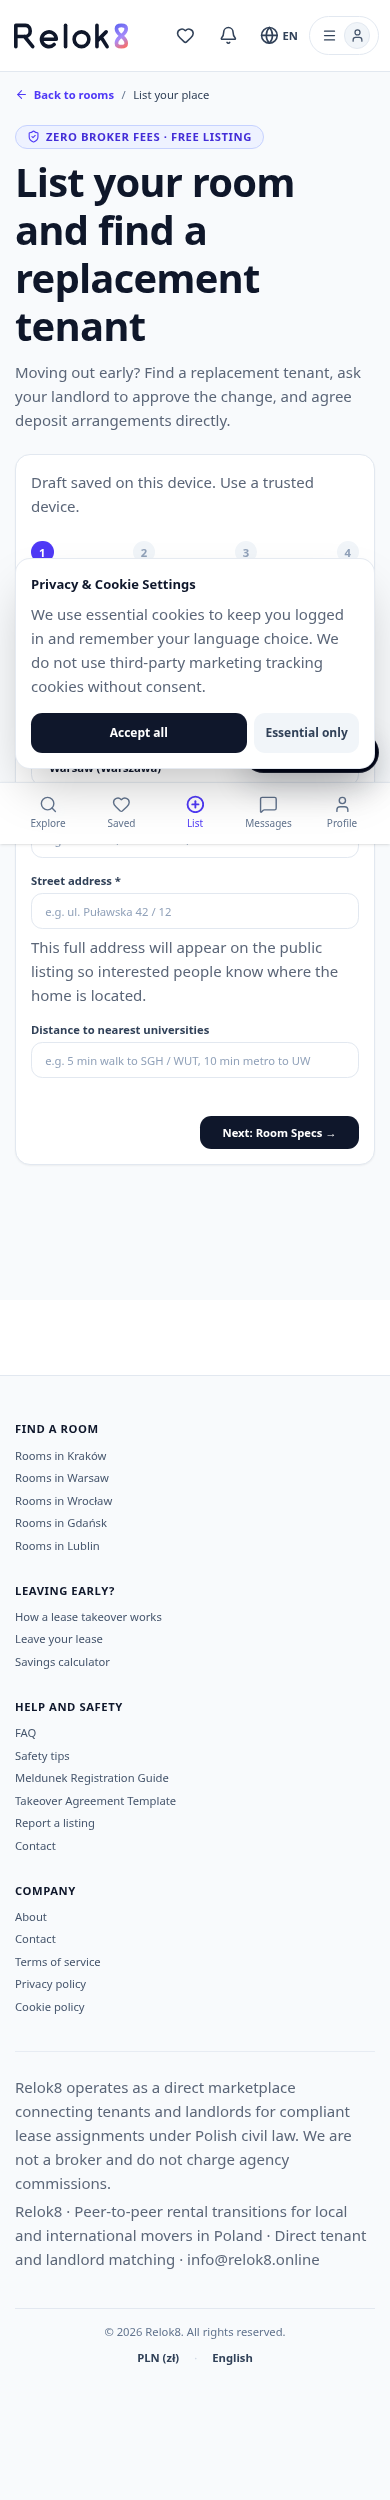 Relok8
EN
← Back to rooms / List your place
ZERO BROKER FEES · FREE LISTING
List your room
and find a
replacement
tenant
Moving out early? Find a replacement tenant, ask
your landlord to approve the change, and agree
deposit arrangements directly.
Draft saved on this device. Use a trusted
device.
1 2 3 4
Privacy & Cookie Settings
We use essential cookies to keep you logged
in and remember your language choice. We
do not use third-party marketing tracking
cookies without consent.
Accept all
Essential only
Warsaw (Warszawa)
Explore Saved List Messages Profile
Street address *
e.g. ul. Puławska 42 / 12
This full address will appear on the public
listing so interested people know where the
home is located.
Distance to nearest universities
e.g. 5 min walk to SGH / WUT, 10 min metro to UW
Next: Room Specs →
FIND A ROOM
Rooms in Kraków
Rooms in Warsaw
Rooms in Wrocław
Rooms in Gdańsk
Rooms in Lublin
LEAVING EARLY?
How a lease takeover works
Leave your lease
Savings calculator
HELP AND SAFETY
FAQ
Safety tips
Meldunek Registration Guide
Takeover Agreement Template
Report a listing
Contact
COMPANY
About
Contact
Terms of service
Privacy policy
Cookie policy
Relok8 operates as a direct marketplace
connecting tenants and landlords for compliant
lease assignments under Polish civil law. We are
not a broker and do not charge agency
commissions.
Relok8 · Peer-to-peer rental transitions for local
and international movers in Poland · Direct tenant
and landlord matching · info@relok8.online
© 2026 Relok8. All rights reserved.
PLN (zł) · English